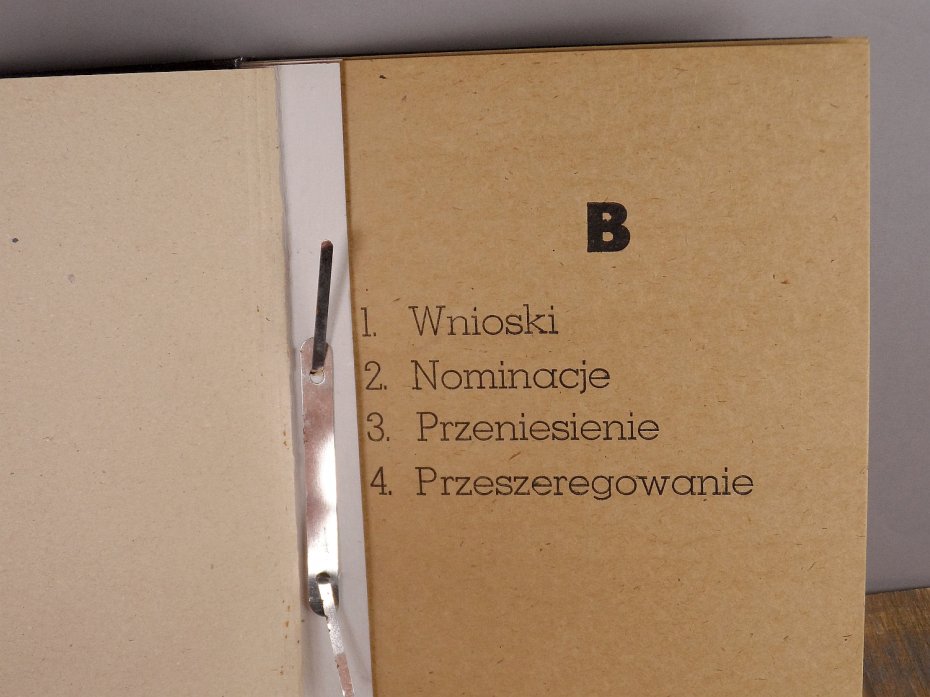 B
1. Wnioski
2. Nominacje
3. Przeniesienie
4. Przeszeregowanie